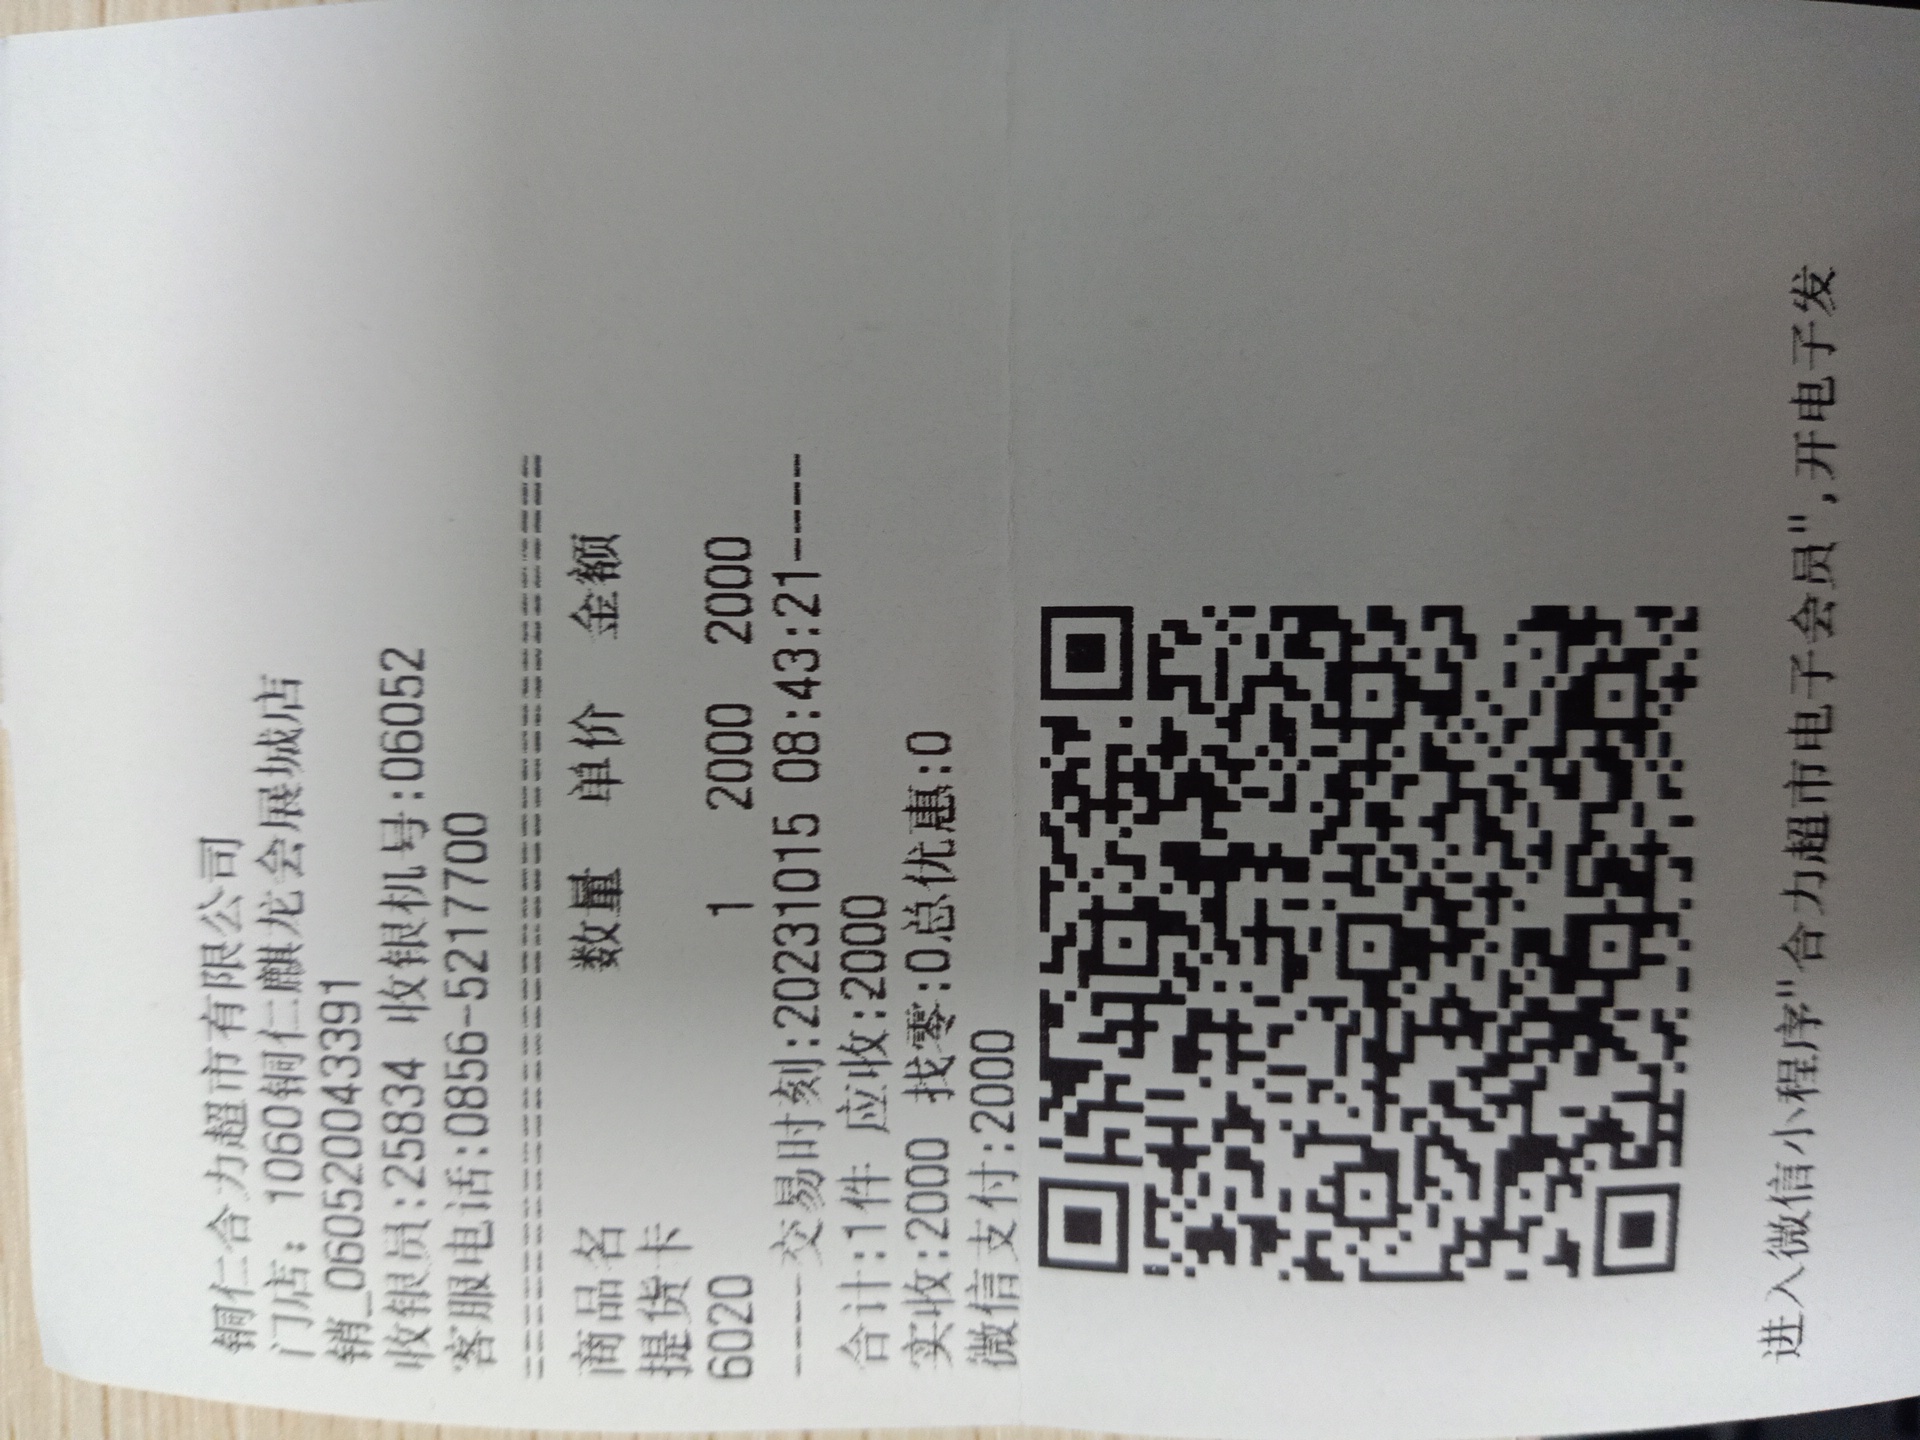 铜仁合力超市有限公司
门店：1060铜仁麒龙会展城店
销_060520043391
收银员:25834 收银机号:06052
客服电话:0856-5217700
================================
商品名 数量 单价 金额
提货卡
6020 1 2000 2000
----交易时刻:20231015 08:43:21----
合计:1件 应收:2000
实收:2000 找零:0总优惠:0
微信支付:2000
进入微信小程序"合力超市电子会员",开电子发